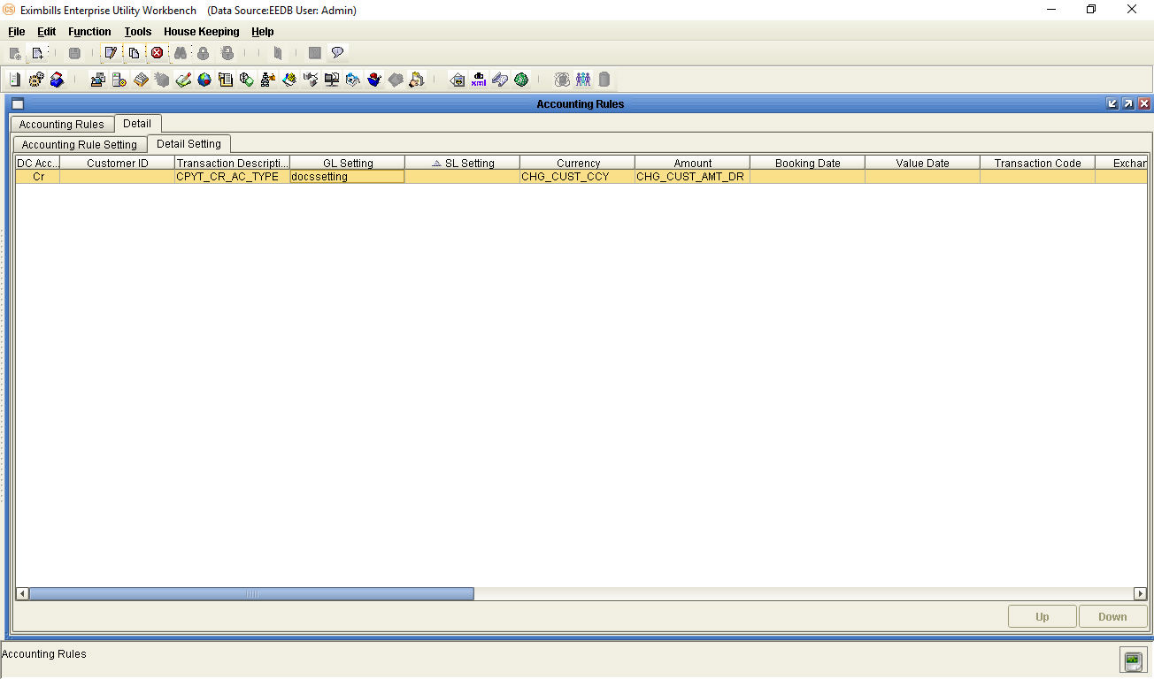 Eximbills Enterprise Utility Workbench (Data Source:EEDB User: Admin)
File Edit Function Tools House Keeping Help
xml
Accounting Rules
Accounting Rules Detail
Accounting Rule Setting Detail Setting
DC Acc... Customer ID Transaction Descripti... GL Setting SL Setting Currency Amount Booking Date Value Date Transaction Code Exchar
Cr CPYT_CR_AC_TYPE docssetting CHG_CUST_CCY CHG_CUST_AMT_DR
Up Down
Accounting Rules